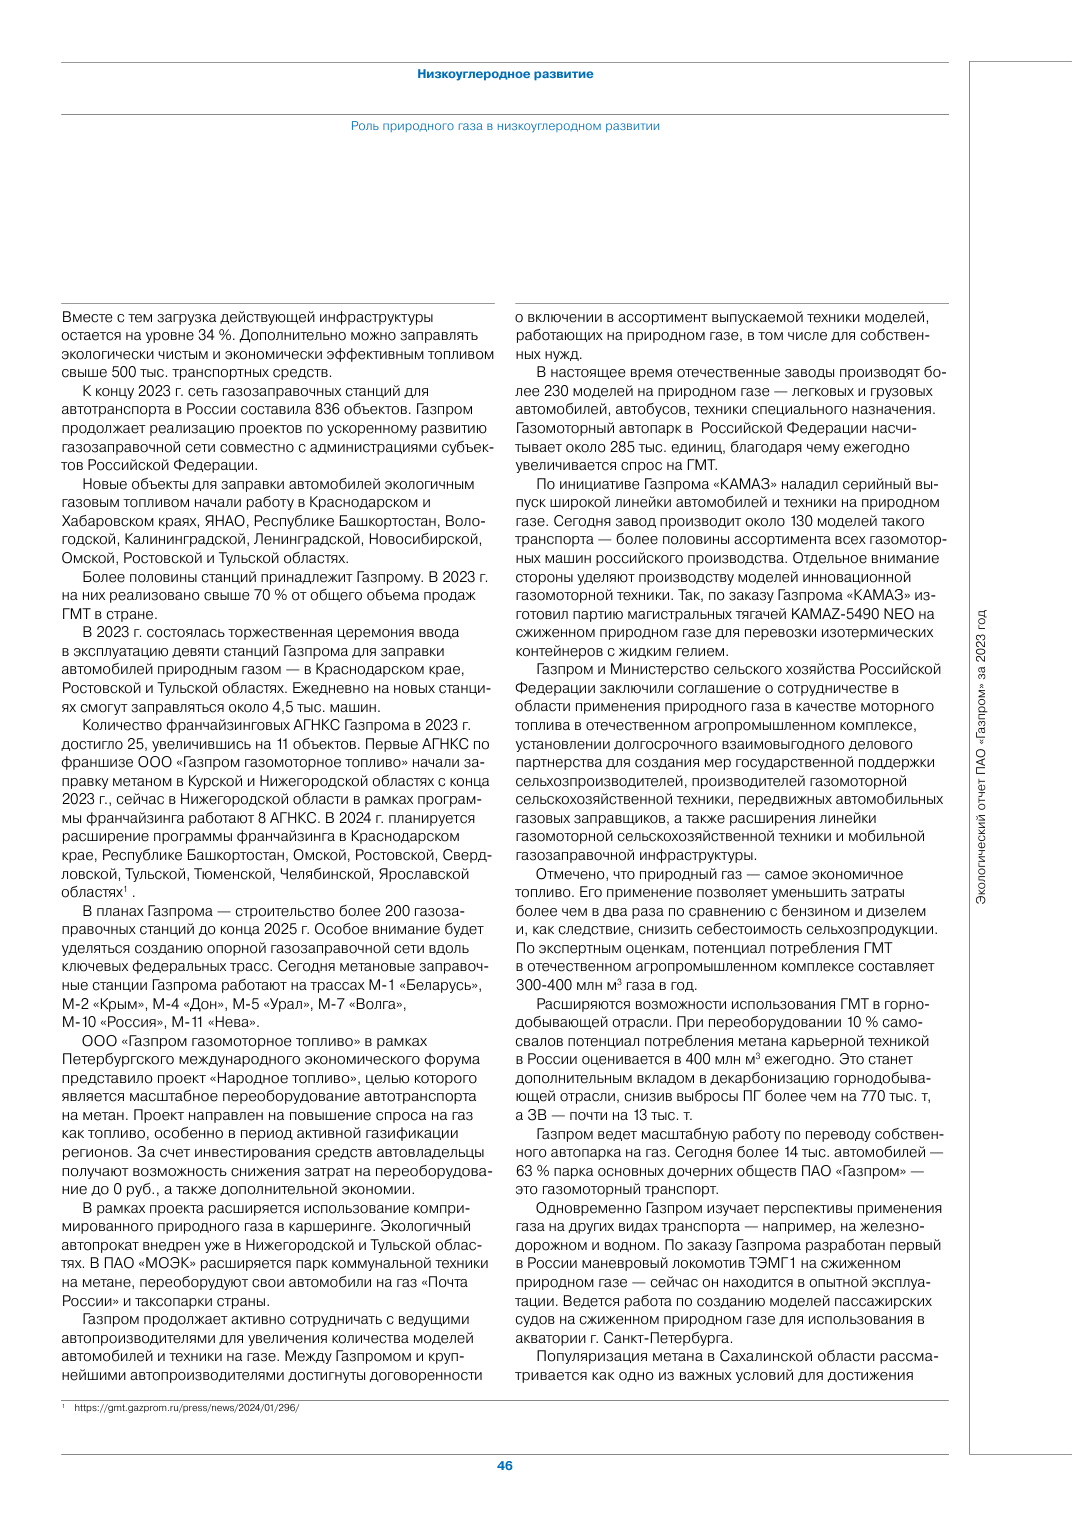 Низкоуглеродное развитие
Роль природного газа в низкоуглеродном развитии
Вместе с тем загрузка действующей инфраструктуры
остается на уровне 34 %. Дополнительно можно заправлять
экологически чистым и экономически эффективным топливом
свыше 500 тыс. транспортных средств.
К концу 2023 г. сеть газозаправочных станций для
автотранспорта в России составила 836 объектов. Газпром
продолжает реализацию проектов по ускоренному развитию
газозаправочной сети совместно с администрациями субъек-
тов Российской Федерации.
Новые объекты для заправки автомобилей экологичным
газовым топливом начали работу в Краснодарском и
Хабаровском краях, ЯНАО, Республике Башкортостан, Воло-
годской, Калининградской, Ленинградской, Новосибирской,
Омской, Ростовской и Тульской областях.
Более половины станций принадлежит Газпрому. В 2023 г.
на них реализовано свыше 70 % от общего объема продаж
ГМТ в стране.
В 2023 г. состоялась торжественная церемония ввода
в эксплуатацию девяти станций Газпрома для заправки
автомобилей природным газом — в Краснодарском крае,
Ростовской и Тульской областях. Ежедневно на новых станци-
ях смогут заправляться около 4,5 тыс. машин.
Количество франчайзинговых АГНКС Газпрома в 2023 г.
достигло 25, увеличившись на 11 объектов. Первые АГНКС по
франшизе ООО «Газпром газомоторное топливо» начали за-
правку метаном в Курской и Нижегородской областях с конца
2023 г., сейчас в Нижегородской области в рамках програм-
мы франчайзинга работают 8 АГНКС. В 2024 г. планируется
расширение программы франчайзинга в Краснодарском
крае, Республике Башкортостан, Омской, Ростовской, Сверд-
ловской, Тульской, Тюменской, Челябинской, Ярославской
областях¹ .
В планах Газпрома — строительство более 200 газоза-
правочных станций до конца 2025 г. Особое внимание будет
уделяться созданию опорной газозаправочной сети вдоль
ключевых федеральных трасс. Сегодня метановые заправоч-
ные станции Газпрома работают на трассах М-1 «Беларусь»,
М-2 «Крым», М-4 «Дон», М-5 «Урал», М-7 «Волга»,
М-10 «Россия», М-11 «Нева».
ООО «Газпром газомоторное топливо» в рамках
Петербургского международного экономического форума
представило проект «Народное топливо», целью которого
является масштабное переоборудование автотранспорта
на метан. Проект направлен на повышение спроса на газ
как топливо, особенно в период активной газификации
регионов. За счет инвестирования средств автовладельцы
получают возможность снижения затрат на переоборудова-
ние до 0 руб., а также дополнительной экономии.
В рамках проекта расширяется использование компри-
мированного природного газа в каршеринге. Экологичный
автопрокат внедрен уже в Нижегородской и Тульской облас-
тях. В ПАО «МОЭК» расширяется парк коммунальной техники
на метане, переоборудуют свои автомобили на газ «Почта
России» и таксопарки страны.
Газпром продолжает активно сотрудничать с ведущими
автопроизводителями для увеличения количества моделей
автомобилей и техники на газе. Между Газпромом и круп-
нейшими автопроизводителями достигнуты договоренности
о включении в ассортимент выпускаемой техники моделей,
работающих на природном газе, в том числе для собствен-
ных нужд.
В настоящее время отечественные заводы производят бо-
лее 230 моделей на природном газе — легковых и грузовых
автомобилей, автобусов, техники специального назначения.
Газомоторный автопарк в Российской Федерации насчи-
тывает около 285 тыс. единиц, благодаря чему ежегодно
увеличивается спрос на ГМТ.
По инициативе Газпрома «КАМАЗ» наладил серийный вы-
пуск широкой линейки автомобилей и техники на природном
газе. Сегодня завод производит около 130 моделей такого
транспорта — более половины ассортимента всех газомотор-
ных машин российского производства. Отдельное внимание
стороны уделяют производству моделей инновационной
газомоторной техники. Так, по заказу Газпрома «КАМАЗ» из-
готовил партию магистральных тягачей KAMAZ-5490 NEO на
сжиженном природном газе для перевозки изотермических
контейнеров с жидким гелием.
Газпром и Министерство сельского хозяйства Российской
Федерации заключили соглашение о сотрудничестве в
области применения природного газа в качестве моторного
топлива в отечественном агропромышленном комплексе,
установлении долгосрочного взаимовыгодного делового
партнерства для создания мер государственной поддержки
сельхозпроизводителей, производителей газомоторной
сельскохозяйственной техники, передвижных автомобильных
газовых заправщиков, а также расширения линейки
газомоторной сельскохозяйственной техники и мобильной
газозаправочной инфраструктуры.
Отмечено, что природный газ — самое экономичное
топливо. Его применение позволяет уменьшить затраты
более чем в два раза по сравнению с бензином и дизелем
и, как следствие, снизить себестоимость сельхозпродукции.
По экспертным оценкам, потенциал потребления ГМТ
в отечественном агропромышленном комплексе составляет
300-400 млн м³ газа в год.
Расширяются возможности использования ГМТ в горно-
добывающей отрасли. При переоборудовании 10 % само-
свалов потенциал потребления метана карьерной техникой
в России оценивается в 400 млн м³ ежегодно. Это станет
дополнительным вкладом в декарбонизацию горнодобыва-
ющей отрасли, снизив выбросы ПГ более чем на 770 тыс. т,
а ЗВ — почти на 13 тыс. т.
Газпром ведет масштабную работу по переводу собствен-
ного автопарка на газ. Сегодня более 14 тыс. автомобилей —
63 % парка основных дочерних обществ ПАО «Газпром» —
это газомоторный транспорт.
Одновременно Газпром изучает перспективы применения
газа на других видах транспорта — например, на железно-
дорожном и водном. По заказу Газпрома разработан первый
в России маневровый локомотив ТЭМГ1 на сжиженном
природном газе — сейчас он находится в опытной эксплуа-
тации. Ведется работа по созданию моделей пассажирских
судов на сжиженном природном газе для использования в
акватории г. Санкт-Петербурга.
Популяризация метана в Сахалинской области рассма-
тривается как одно из важных условий для достижения
¹ https://gmt.gazprom.ru/press/news/2024/01/296/
46
Экологический отчет ПАО «Газпром» за 2023 год